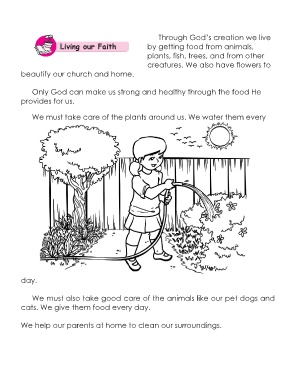 Living our Faith
Through God's creation we live
by getting food from animals,
plants, fish, trees, and from other
creatures. We also have flowers to
beautify our church and home.
Only God can make us strong and healthy through the food He
provides for us.
We must take care of the plants around us. We water them every
day.
We must also take good care of the animals like our pet dogs and
cats. We give them food every day.
We help our parents at home to clean our surroundings.